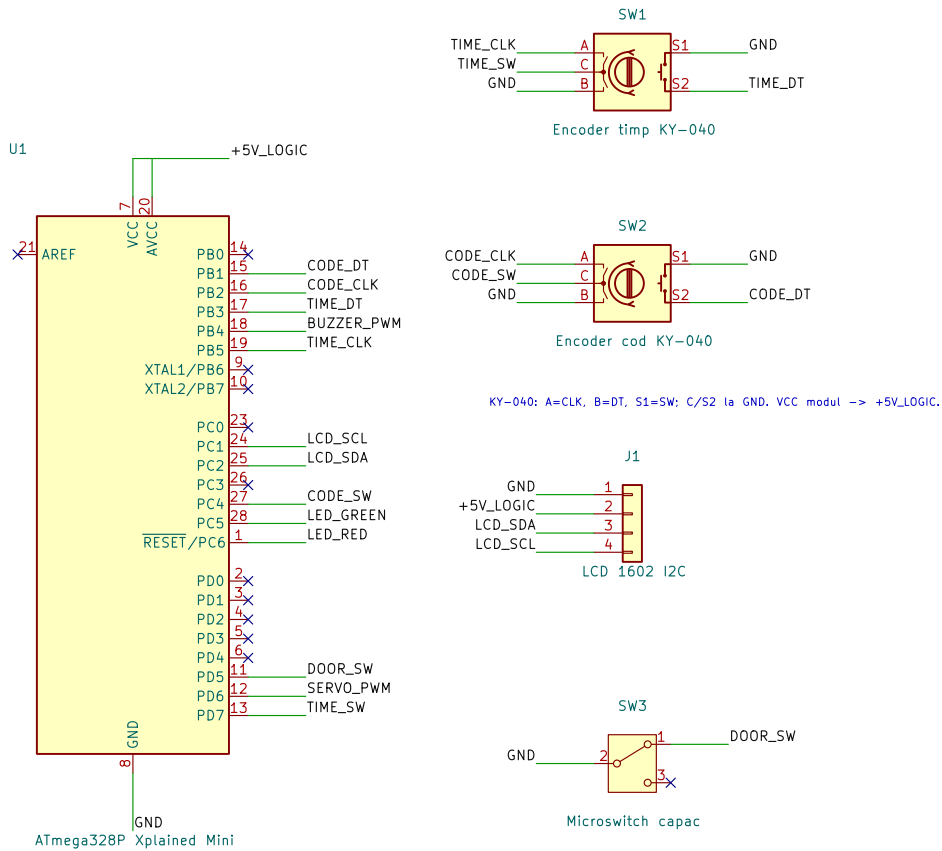 SW1
TIME_CLK A S1 GND
TIME_SW C
GND B S2 TIME_DT
Encoder timp KY-040
U1
+5V_LOGIC
7 20
VCC AVCC
21 AREF
PB0 14
PB1 15 CODE_DT
PB2 16 CODE_CLK
PB3 17 TIME_DT
PB4 18 BUZZER_PWM
PB5 19 TIME_CLK
XTAL1/PB6 9
XTAL2/PB7 10
PC0 23
PC1 24 LCD_SCL
PC2 25 LCD_SDA
PC3 26
PC4 27 CODE_SW
PC5 28 LED_GREEN
RESET/PC6 1 LED_RED
PD0 2
PD1 3
PD2 4
PD3 5
PD4 6
PD5 11 DOOR_SW
PD6 12 SERVO_PWM
PD7 13 TIME_SW
GND
8
GND
ATmega328P Xplained Mini
SW2
CODE_CLK A S1 GND
CODE_SW C
GND B S2 CODE_DT
Encoder cod KY-040
KY-040: A=CLK, B=DT, S1=SW; C/S2 la GND. VCC modul -> +5V_LOGIC.
J1
GND 1
+5V_LOGIC 2
LCD_SDA 3
LCD_SCL 4
LCD 1602 I2C
SW3
1 DOOR_SW
GND 2
3
Microswitch capac